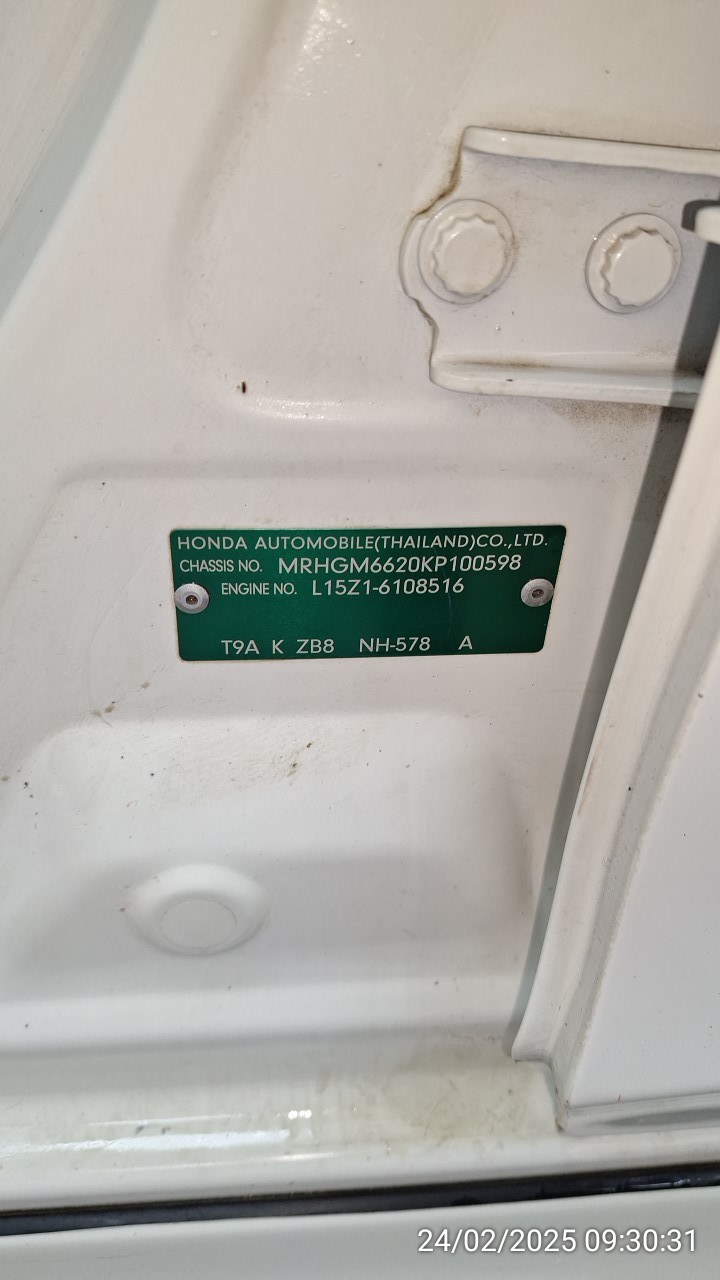 HONDA AUTOMOBILE(THAILAND)CO.,LTD.
CHASSIS NO. MRHGM6620KP100598
ENGINE NO. L15Z1-6108516
T9A K ZB8 NH-578 A
24/02/2025 09:30:31